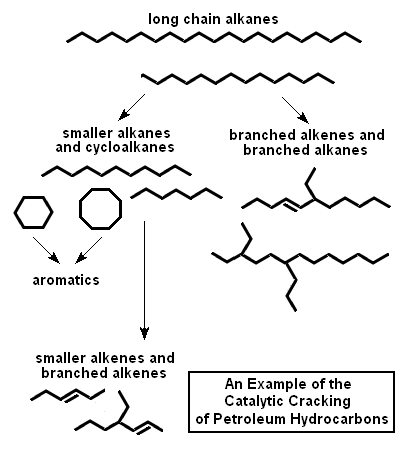 long chain alkanes
smaller alkanes
and cycloalkanes
branched alkenes and
branched alkanes
aromatics
smaller alkenes and
branched alkenes
An Example of the
Catalytic Cracking
of Petroleum Hydrocarbons